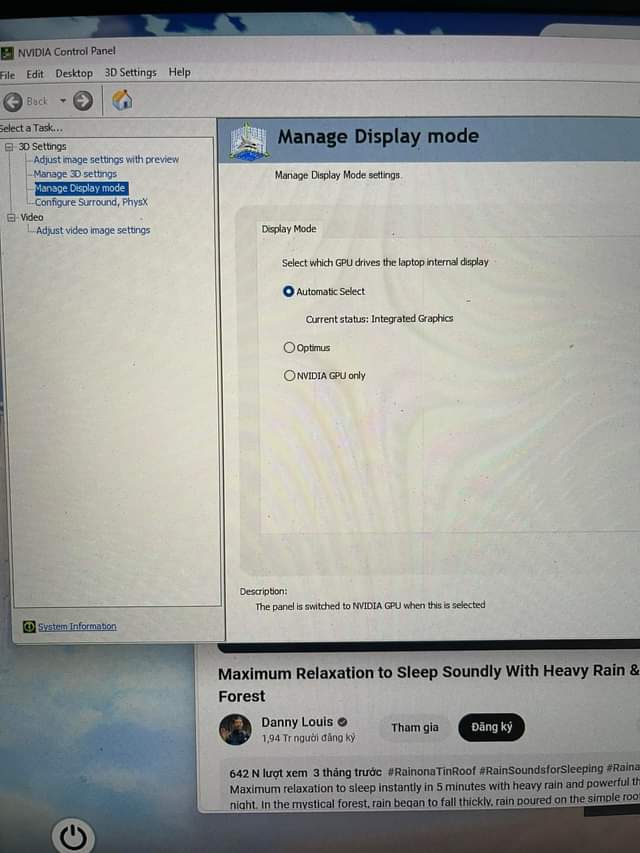 NVIDIA Control Panel
File Edit Desktop 3D Settings Help
Back
Select a Task...
3D Settings
Adjust image settings with preview
Manage 3D settings
Manage Display mode
Configure Surround, PhysX
Video
Adjust video image settings
System Information
Manage Display mode
Manage Display Mode settings.
Display Mode
Select which GPU drives the laptop internal display
Automatic Select
Current status: Integrated Graphics
Optimus
NVIDIA GPU only
Description:
The panel is switched to NVIDIA GPU when this is selected
Maximum Relaxation to Sleep Soundly With Heavy Rain &
Forest
Danny Louis
1,94 Tr người đăng ký
Tham gia
Đăng ký
642 N lượt xem 3 tháng trước #RainonaTinRoof #RainSoundsforSleeping #Raina
Maximum relaxation to sleep instantly in 5 minutes with heavy rain and powerful th
night. In the mystical forest, rain began to fall thickly, rain poured on the simple roo